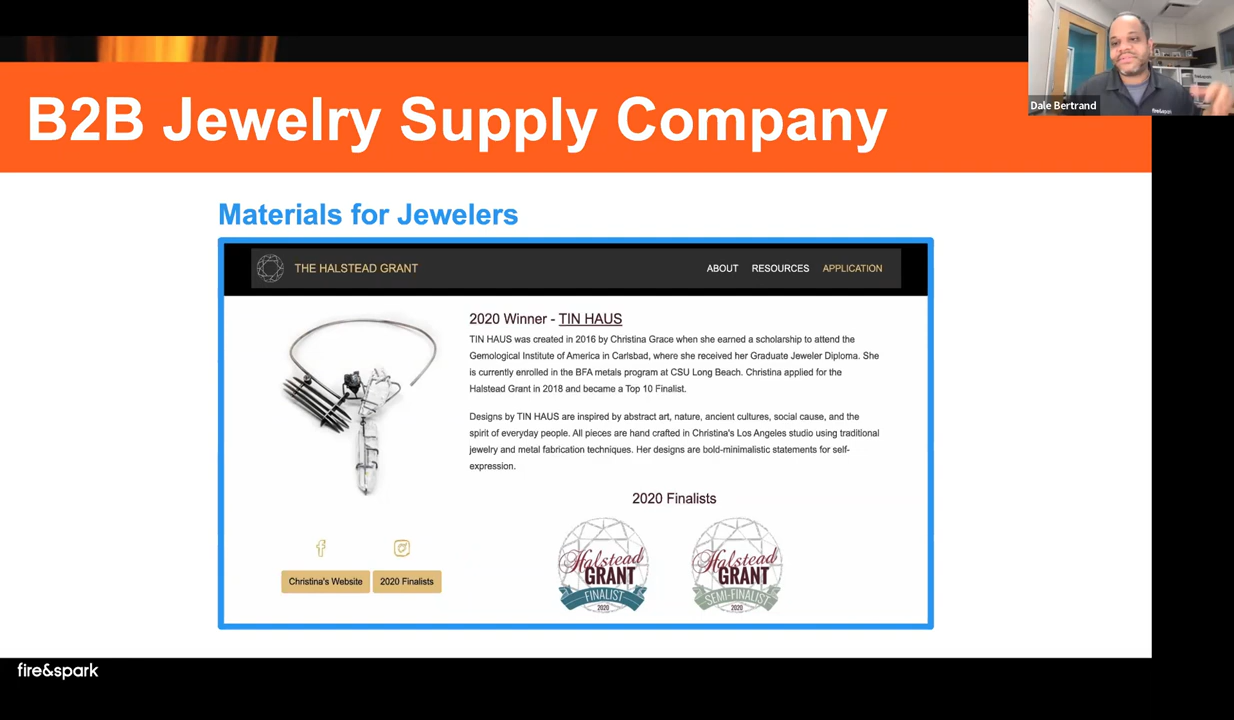 B2B Jewelry Supply Company
Dale Bertrand
Materials for Jewelers
THE HALSTEAD GRANT
ABOUT RESOURCES APPLICATION
2020 Winner - TIN HAUS
TIN HAUS was created in 2016 by Christina Grace when she earned a scholarship to attend the
Gemological Institute of America in Carlsbad, where she received her Graduate Jeweler Diploma. She
is currently enrolled in the BFA metals program at CSU Long Beach. Christina applied for the
Halstead Grant in 2018 and became a Top 10 Finalist.
Designs by TIN HAUS are inspired by abstract art, nature, ancient cultures, social cause, and the
spirit of everyday people. All pieces are hand crafted in Christina's Los Angeles studio using traditional
jewelry and metal fabrication techniques. Her designs are bold-minimalistic statements for self-
expression.
2020 Finalists
Christina's Website 2020 Finalists
Halstead
GRANT
FINALIST
2020
Halstead
GRANT
SEMI-FINALIST
2020
fire&spark